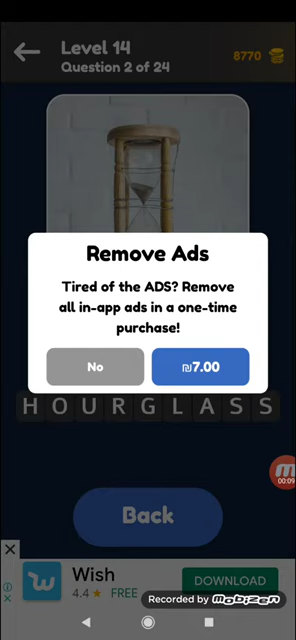 Level 14
Question 2 of 24
8770
Remove Ads
Tired of the ADS? Remove
all in-app ads in a one-time
purchase!
No
₪7.00
HOURGLASS
00:09
Back
Wish
4.4 ★ FREE
DOWNLOAD
Recorded by mobizen